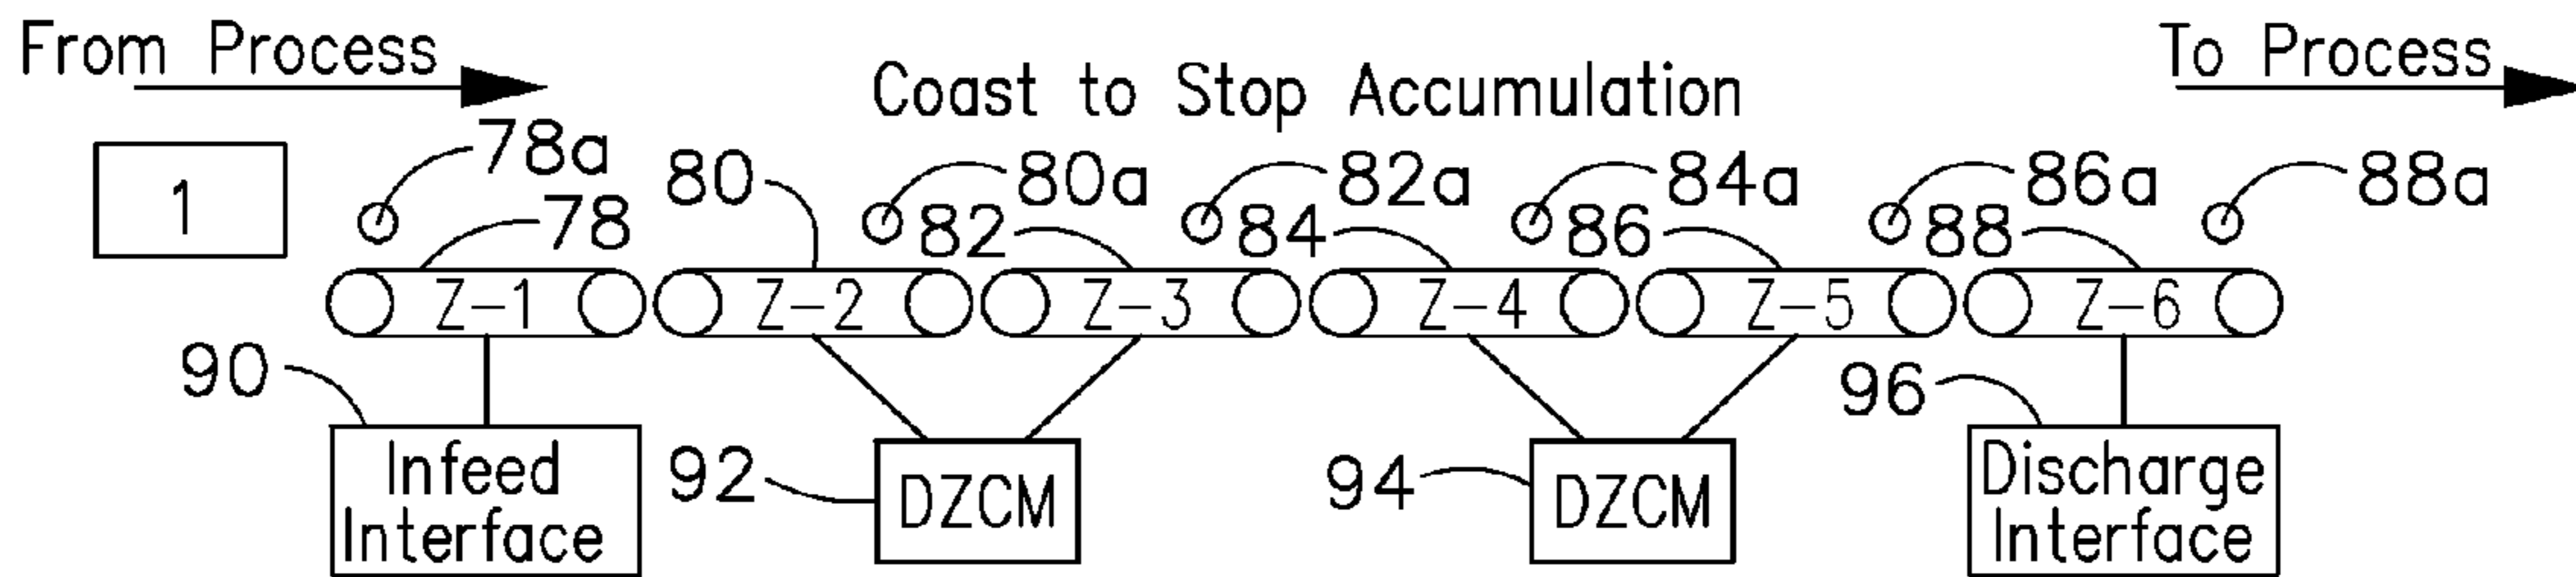 From Process
Coast to Stop Accumulation
To Process
1
78a
78
80
80a
82
82a
84
84a
86
86a
88
88a
Z-1
Z-2
Z-3
Z-4
Z-5
Z-6
90
Infeed
Interface
92
DZCM
94
DZCM
96
Discharge
Interface